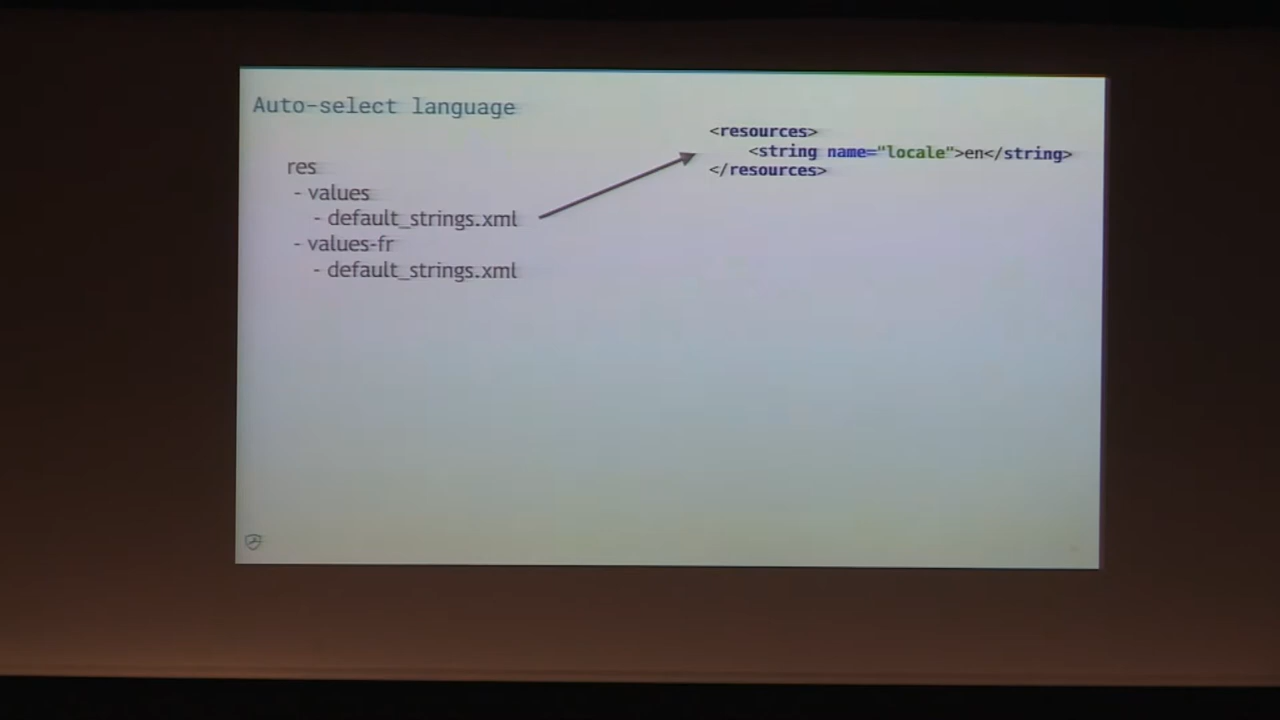 Auto-select language
res
- values
- default_strings.xml
- values-fr
- default_strings.xml
<resources>
<string name="locale">en</string>
</resources>